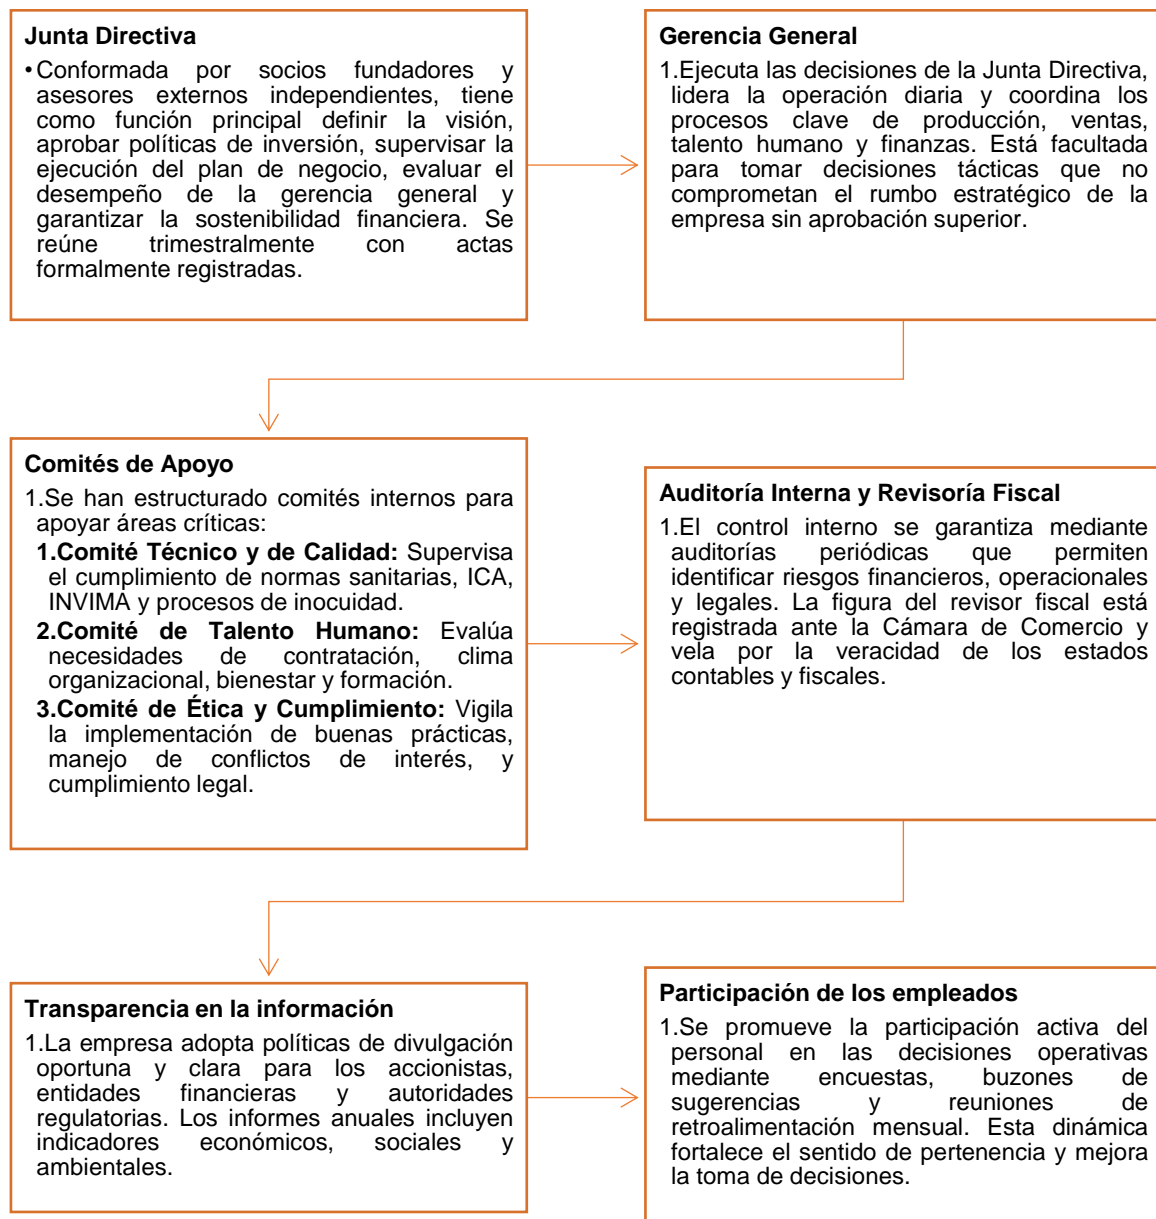 Junta Directiva
•Conformada por socios fundadores y
asesores externos independientes, tiene
como función principal definir la visión,
aprobar políticas de inversión, supervisar la
ejecución del plan de negocio, evaluar el
desempeño de la gerencia general y
garantizar la sostenibilidad financiera. Se
reúne trimestralmente con actas
formalmente registradas.
Gerencia General
1.Ejecuta las decisiones de la Junta Directiva,
lidera la operación diaria y coordina los
procesos clave de producción, ventas,
talento humano y finanzas. Está facultada
para tomar decisiones tácticas que no
comprometan el rumbo estratégico de la
empresa sin aprobación superior.
Comités de Apoyo
1.Se han estructurado comités internos para
apoyar áreas críticas:
1.Comité Técnico y de Calidad: Supervisa
el cumplimiento de normas sanitarias, ICA,
INVIMA y procesos de inocuidad.
2.Comité de Talento Humano: Evalúa
necesidades de contratación, clima
organizacional, bienestar y formación.
3.Comité de Ética y Cumplimiento: Vigila
la implementación de buenas prácticas,
manejo de conflictos de interés, y
cumplimiento legal.
Auditoría Interna y Revisoría Fiscal
1.El control interno se garantiza mediante
auditorías periódicas que permiten
identificar riesgos financieros, operacionales
y legales. La figura del revisor fiscal está
registrada ante la Cámara de Comercio y
vela por la veracidad de los estados
contables y fiscales.
Transparencia en la información
1.La empresa adopta políticas de divulgación
oportuna y clara para los accionistas,
entidades financieras y autoridades
regulatorias. Los informes anuales incluyen
indicadores económicos, sociales y
ambientales.
Participación de los empleados
1.Se promueve la participación activa del
personal en las decisiones operativas
mediante encuestas, buzones de
sugerencias y reuniones de
retroalimentación mensual. Esta dinámica
fortalece el sentido de pertenencia y mejora
la toma de decisiones.